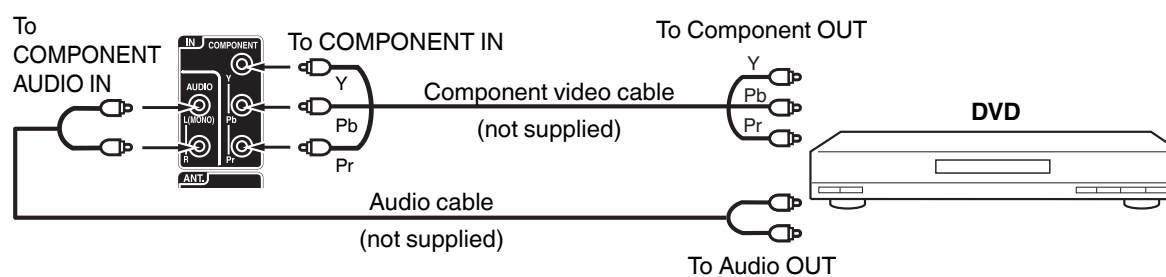 To
COMPONENT
AUDIO IN
IN COMPONENT
AUDIO
Y
L(MONO)
Pb
R
Pr
ANT.
To COMPONENT IN
Y
Pb
Pr
Component video cable
(not supplied)
To Component OUT
Y
Pb
Pr
DVD
Audio cable
(not supplied)
To Audio OUT